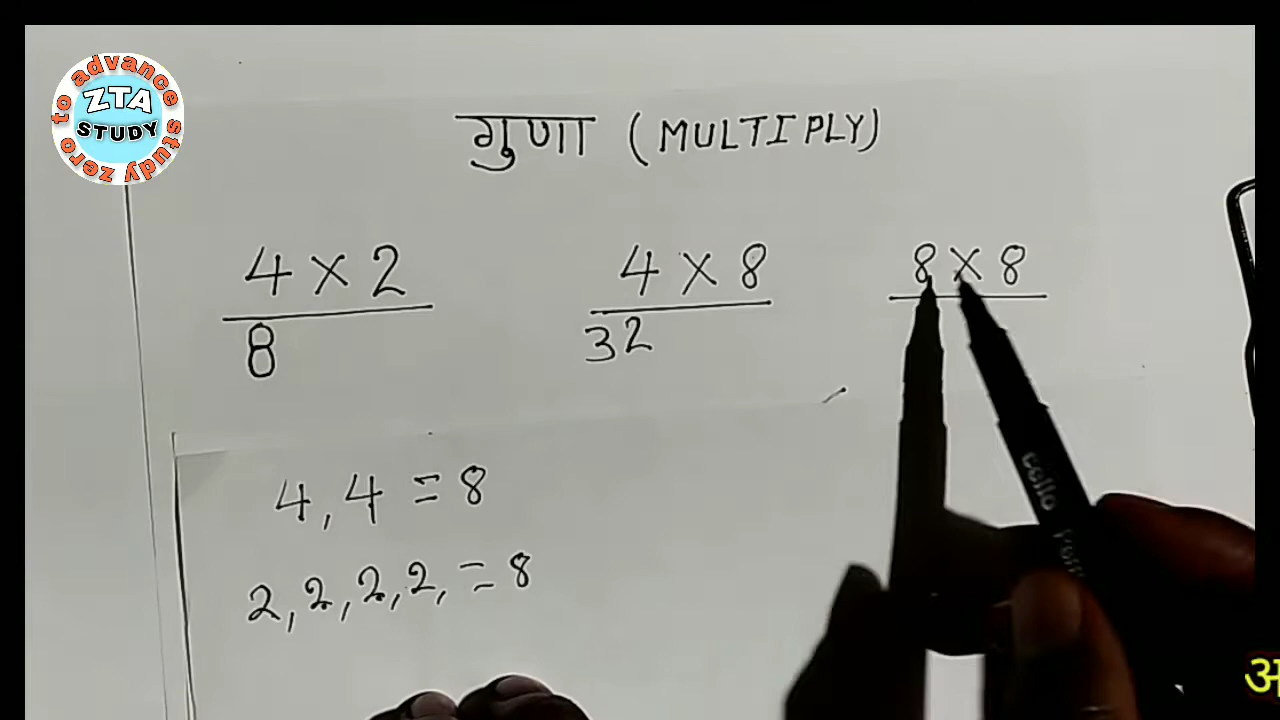 zero to advance study
ZTA
STUDY
गुणा (MULTIPLY)
4 × 2
8
4 × 8
32
8 × 8
4, 4 = 8
2, 2, 2, 2, = 8
cello